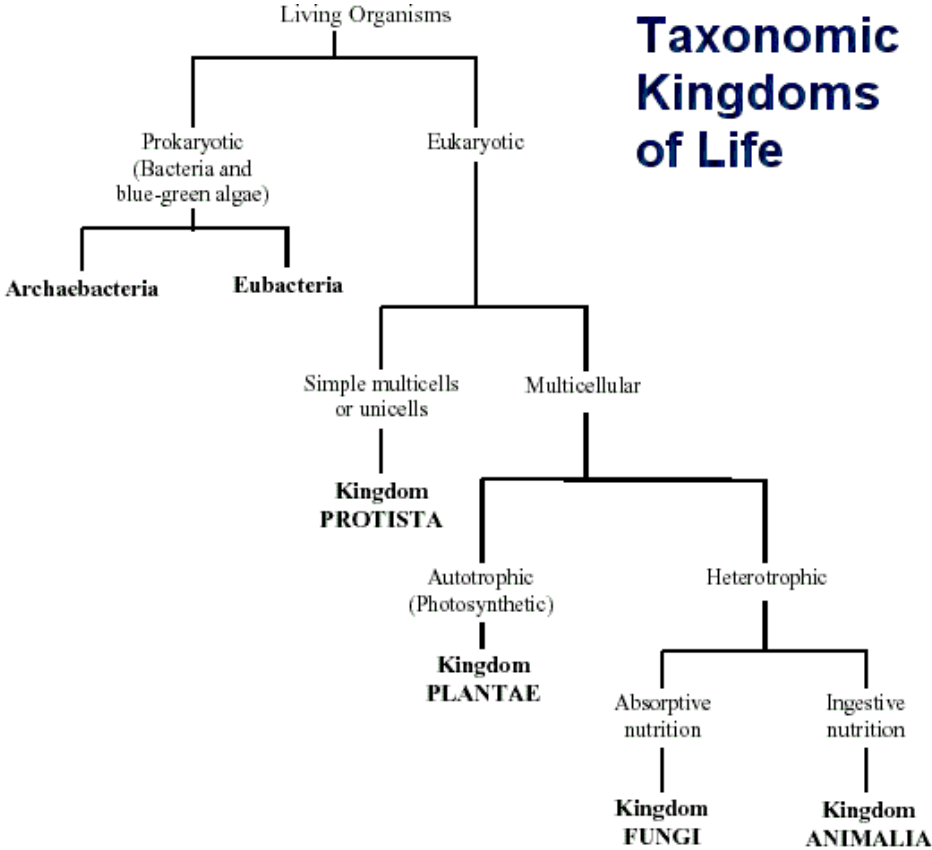 Living Organisms
Taxonomic
Kingdoms
of Life
Prokaryotic
(Bacteria and
blue-green algae)
Eukaryotic
Archaebacteria
Eubacteria
Simple multicells
or unicells
Multicellular
Kingdom
PROTISTA
Autotrophic
(Photosynthetic)
Heterotrophic
Kingdom
PLANTAE
Absorptive
nutrition
Ingestive
nutrition
Kingdom
FUNGI
Kingdom
ANIMALIA